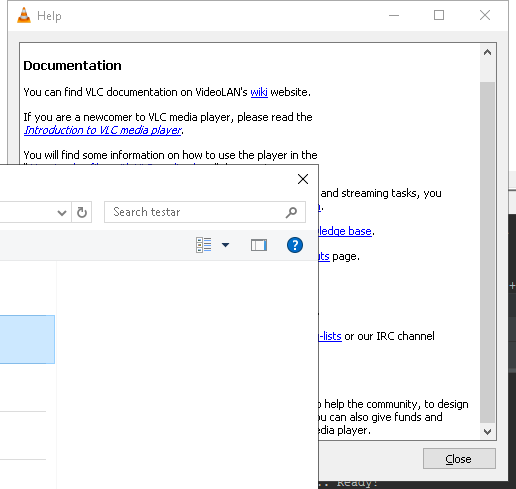 Help
Documentation
You can find VLC documentation on VideoLAN's wiki website.
If you are a newcomer to VLC media player, please read the
Introduction to VLC media player.
You will find some information on how to use the player in the
and streaming tasks, you
Search testar
ledge base.
page.
-lists or our IRC channel
help the community, to design
can also give funds and
player.
Close
Ready!